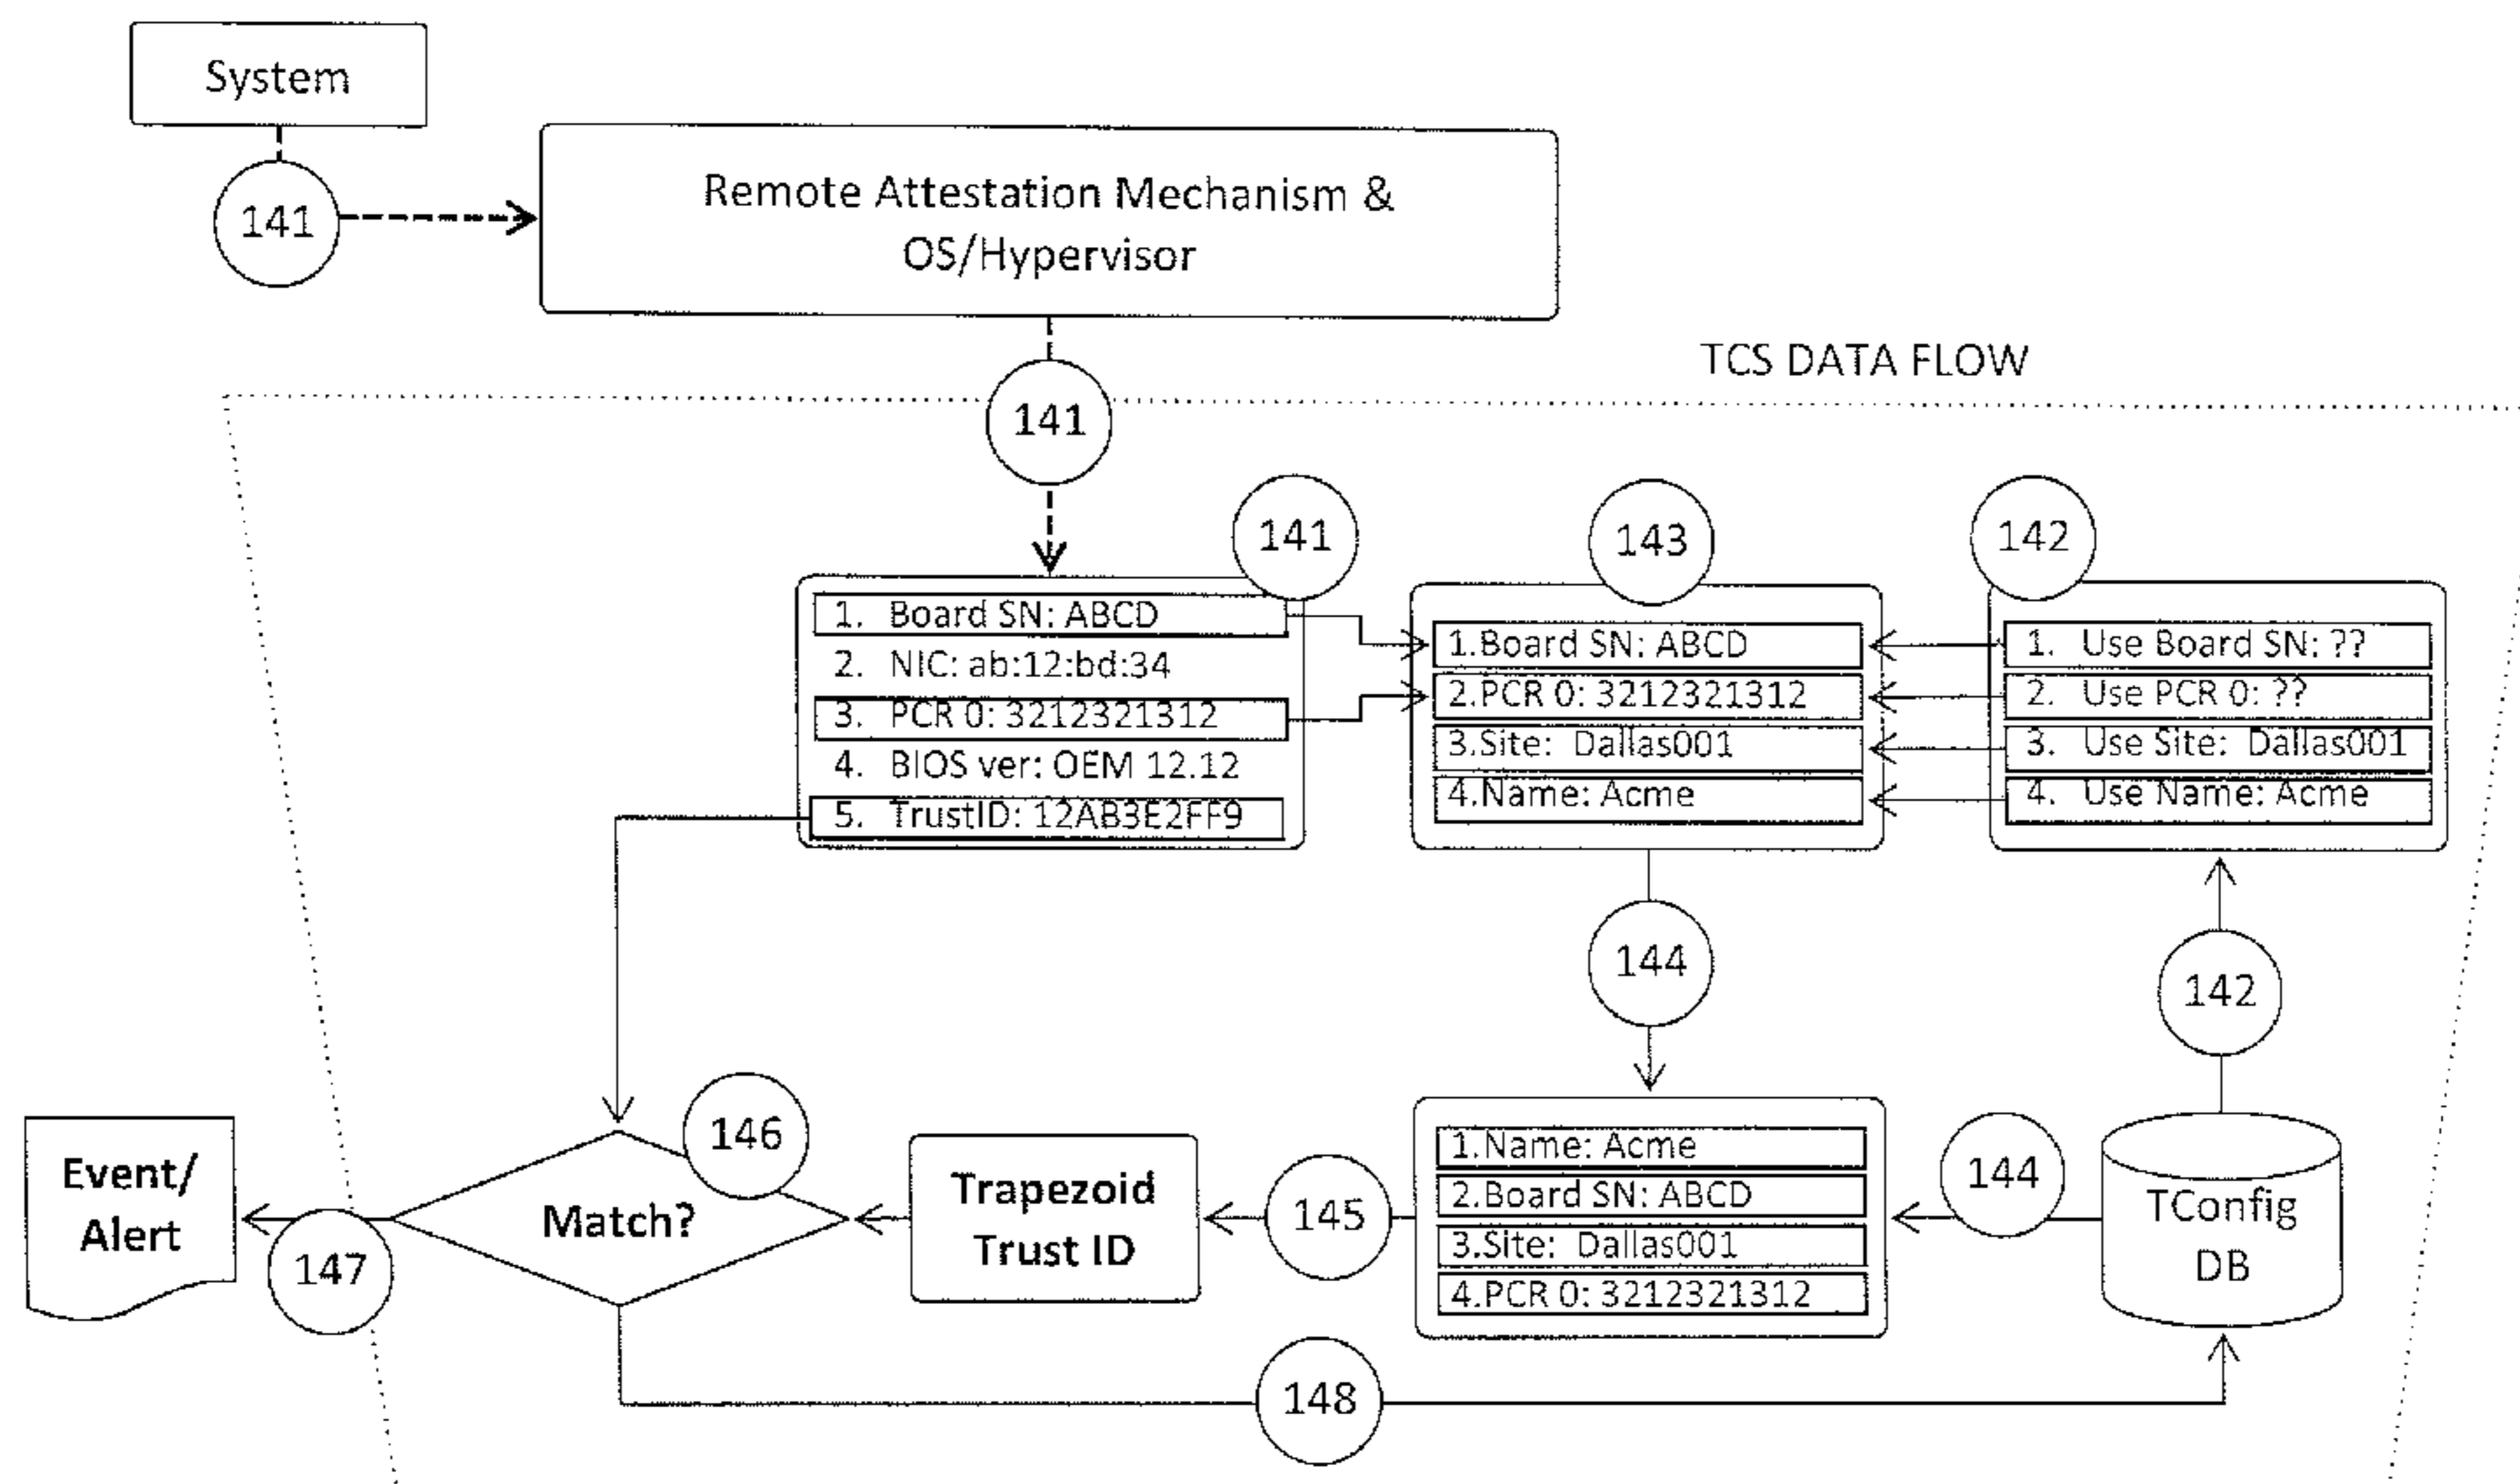 System
141
Remote Attestation Mechanism &
OS/Hypervisor
TCS DATA FLOW
141
141
1. Board SN: ABCD
2. NIC: ab:12:bd:34
3. PCR 0: 3212321312
4. BIOS ver: OEM 12.12
5. TrustID: 12AB3E2FF9
143
1.Board SN: ABCD
2.PCR 0: 3212321312
3.Site: Dallas001
4.Name: Acme
142
1. Use Board SN: ??
2. Use PCR 0: ??
3. Use Site: Dallas001
4. Use Name: Acme
144
142
Event/
Alert
147
Match?
146
Trapezoid
Trust ID
145
1.Name: Acme
2.Board SN: ABCD
3.Site: Dallas001
4.PCR 0: 3212321312
144
TConfig
DB
148